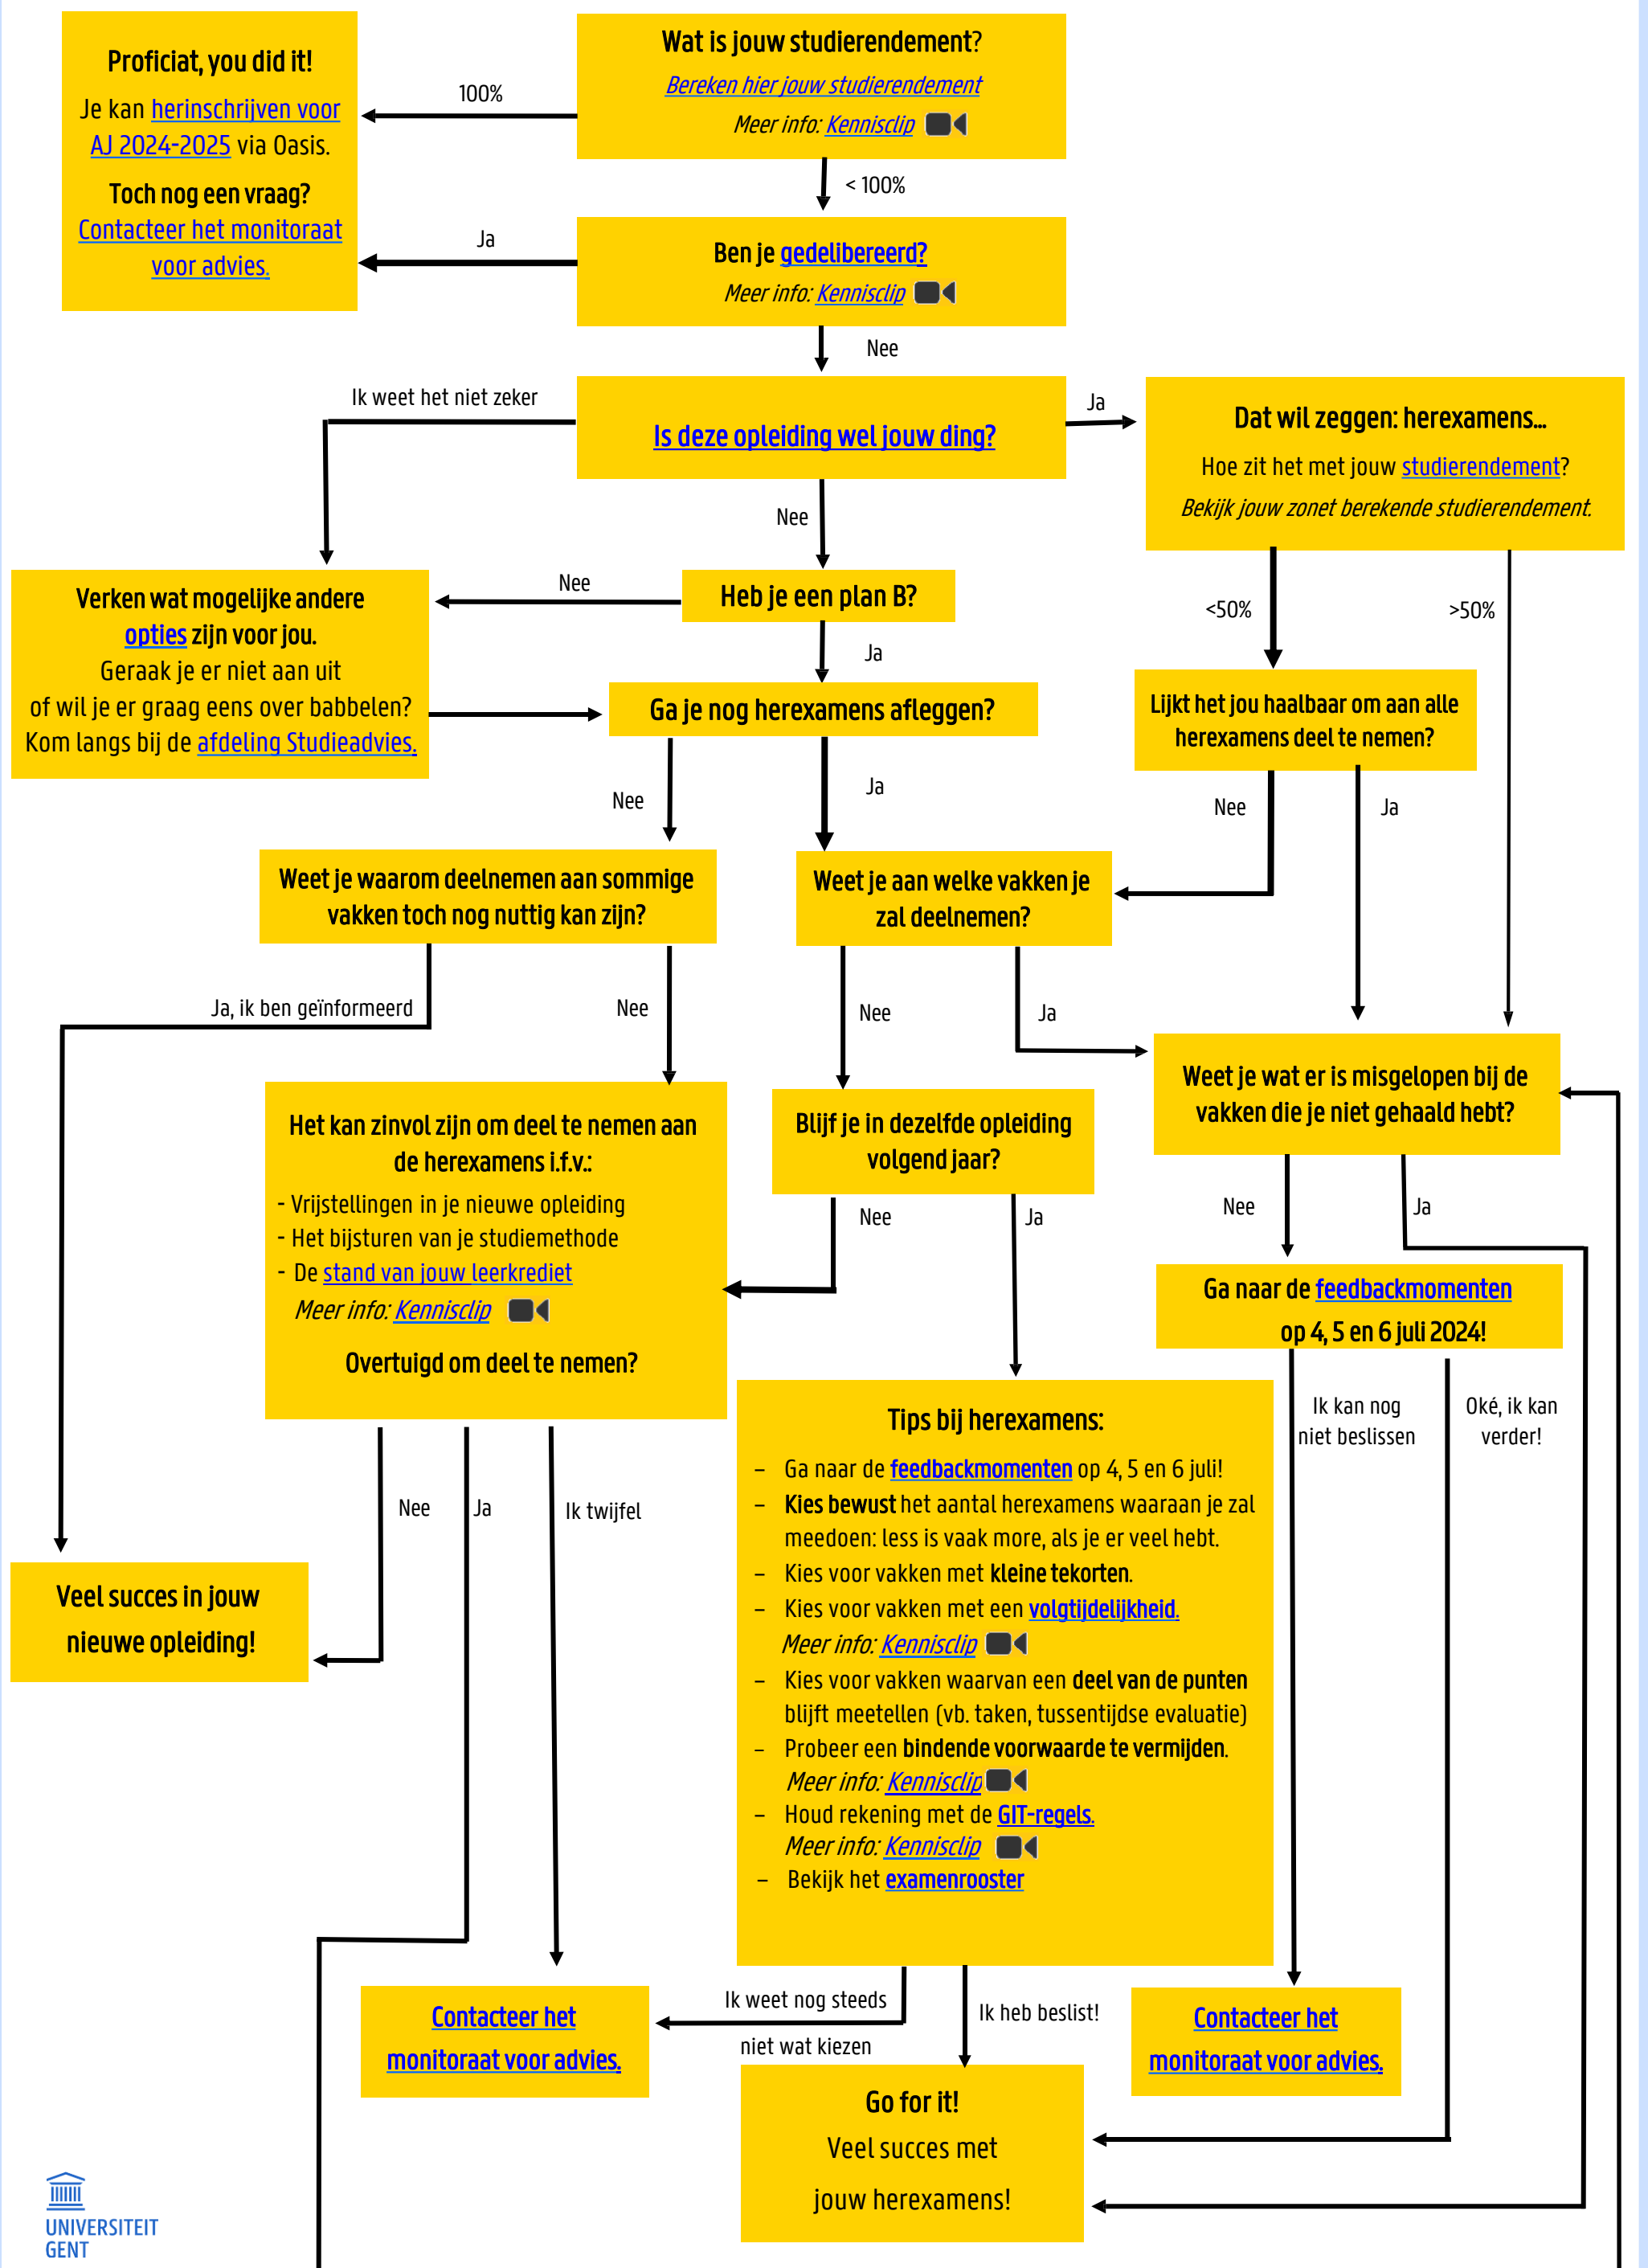 Proficiat, you did it!
Je kan herinschrijven voor
AJ 2024-2025 via Oasis.
Toch nog een vraag?
Contacteer het monitoraat
voor advies.
100%
Wat is jouw studierendement?
Bereken hier jouw studierendement
Meer info: Kennisclip
< 100%
Ja
Ben je gedelibereerd?
Meer info: Kennisclip
Nee
Ik weet het niet zeker
Is deze opleiding wel jouw ding?
Ja
Dat wil zeggen: herexamens...
Hoe zit het met jouw studierendement?
Bekijk jouw zonet berekende studierendement.
Nee
Verken wat mogelijke andere
opties zijn voor jou.
Geraak je er niet aan uit
of wil je er graag eens over babbelen?
Kom langs bij de afdeling Studieadvies.
Nee
Heb je een plan B?
Ja
<50%
>50%
Ga je nog herexamens afleggen?
Lijkt het jou haalbaar om aan alle
herexamens deel te nemen?
Nee
Ja
Nee
Ja
Weet je waarom deelnemen aan sommige
vakken toch nog nuttig kan zijn?
Weet je aan welke vakken je
zal deelnemen?
Ja, ik ben geïnformeerd
Nee
Nee
Ja
Weet je wat er is misgelopen bij de
vakken die je niet gehaald hebt?
Het kan zinvol zijn om deel te nemen aan
de herexamens i.f.v.:
- Vrijstellingen in je nieuwe opleiding
- Het bijsturen van je studiemethode
- De stand van jouw leerkrediet
Meer info: Kennisclip
Overtuigd om deel te nemen?
Blijf je in dezelfde opleiding
volgend jaar?
Nee
Ja
Nee
Ja
Ga naar de feedbackmomenten
op 4, 5 en 6 juli 2024!
Ik kan nog
niet beslissen
Oké, ik kan
verder!
Nee
Ja
Ik twijfel
Tips bij herexamens:
– Ga naar de feedbackmomenten op 4, 5 en 6 juli!
– Kies bewust het aantal herexamens waaraan je zal
meedoen: less is vaak more, als je er veel hebt.
– Kies voor vakken met kleine tekorten.
– Kies voor vakken met een volgtijdelijkheid.
Meer info: Kennisclip
– Kies voor vakken waarvan een deel van de punten
blijft meetellen (vb. taken, tussentijdse evaluatie)
– Probeer een bindende voorwaarde te vermijden.
Meer info: Kennisclip
– Houd rekening met de GIT-regels.
Meer info: Kennisclip
– Bekijk het examenrooster
Veel succes in jouw
nieuwe opleiding!
Contacteer het
monitoraat voor advies.
Ik weet nog steeds
niet wat kiezen
Ik heb beslist!
Contacteer het
monitoraat voor advies.
Go for it!
Veel succes met
jouw herexamens!
UNIVERSITEIT
GENT